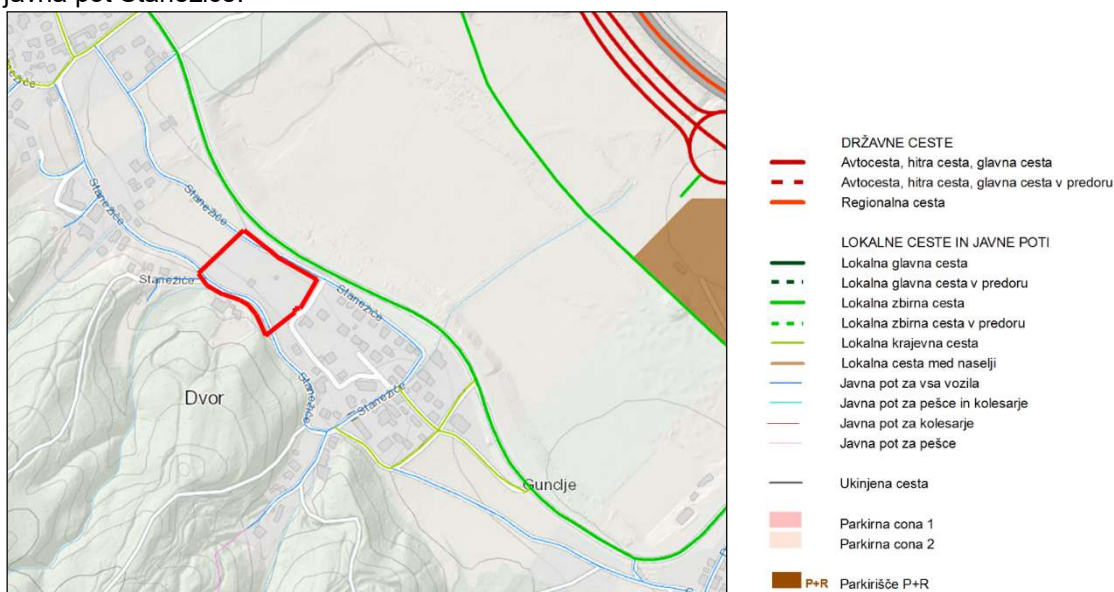 javna pot Stanežiče.
ežiče
Stanežiče
Stanežiče
Stanežiče
Stanežiče
Stanežiče
Stanežiče
Dvor
Gunclje
DRŽAVNE CESTE
Avtocesta, hitra cesta, glavna cesta
Avtocesta, hitra cesta, glavna cesta v predoru
Regionalna cesta
LOKALNE CESTE IN JAVNE POTI
Lokalna glavna cesta
Lokalna glavna cesta v predoru
Lokalna zbirna cesta
Lokalna zbirna cesta v predoru
Lokalna krajevna cesta
Lokalna cesta med naselji
Javna pot za vsa vozila
Javna pot za pešce in kolesarje
Javna pot za kolesarje
Javna pot za pešce
Ukinjena cesta
Parkirna cona 1
Parkirna cona 2
P+R Parkirišče P+R